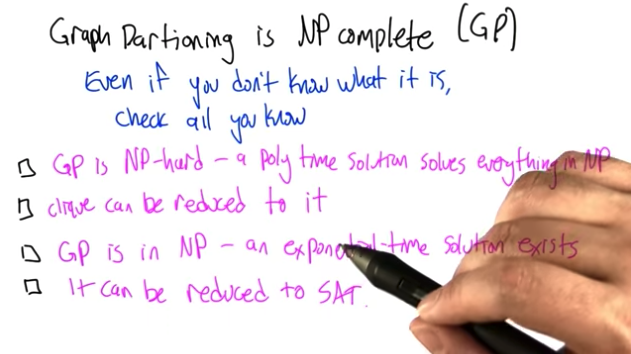 Graph Partioning is NP complete (GP)
Even if you don't know what it is,
check all you know
GP is NP-hard - a poly time solution solves everything in NP
clique can be reduced to it
GP is in NP - an exponential-time solution exists
It can be reduced to SAT.